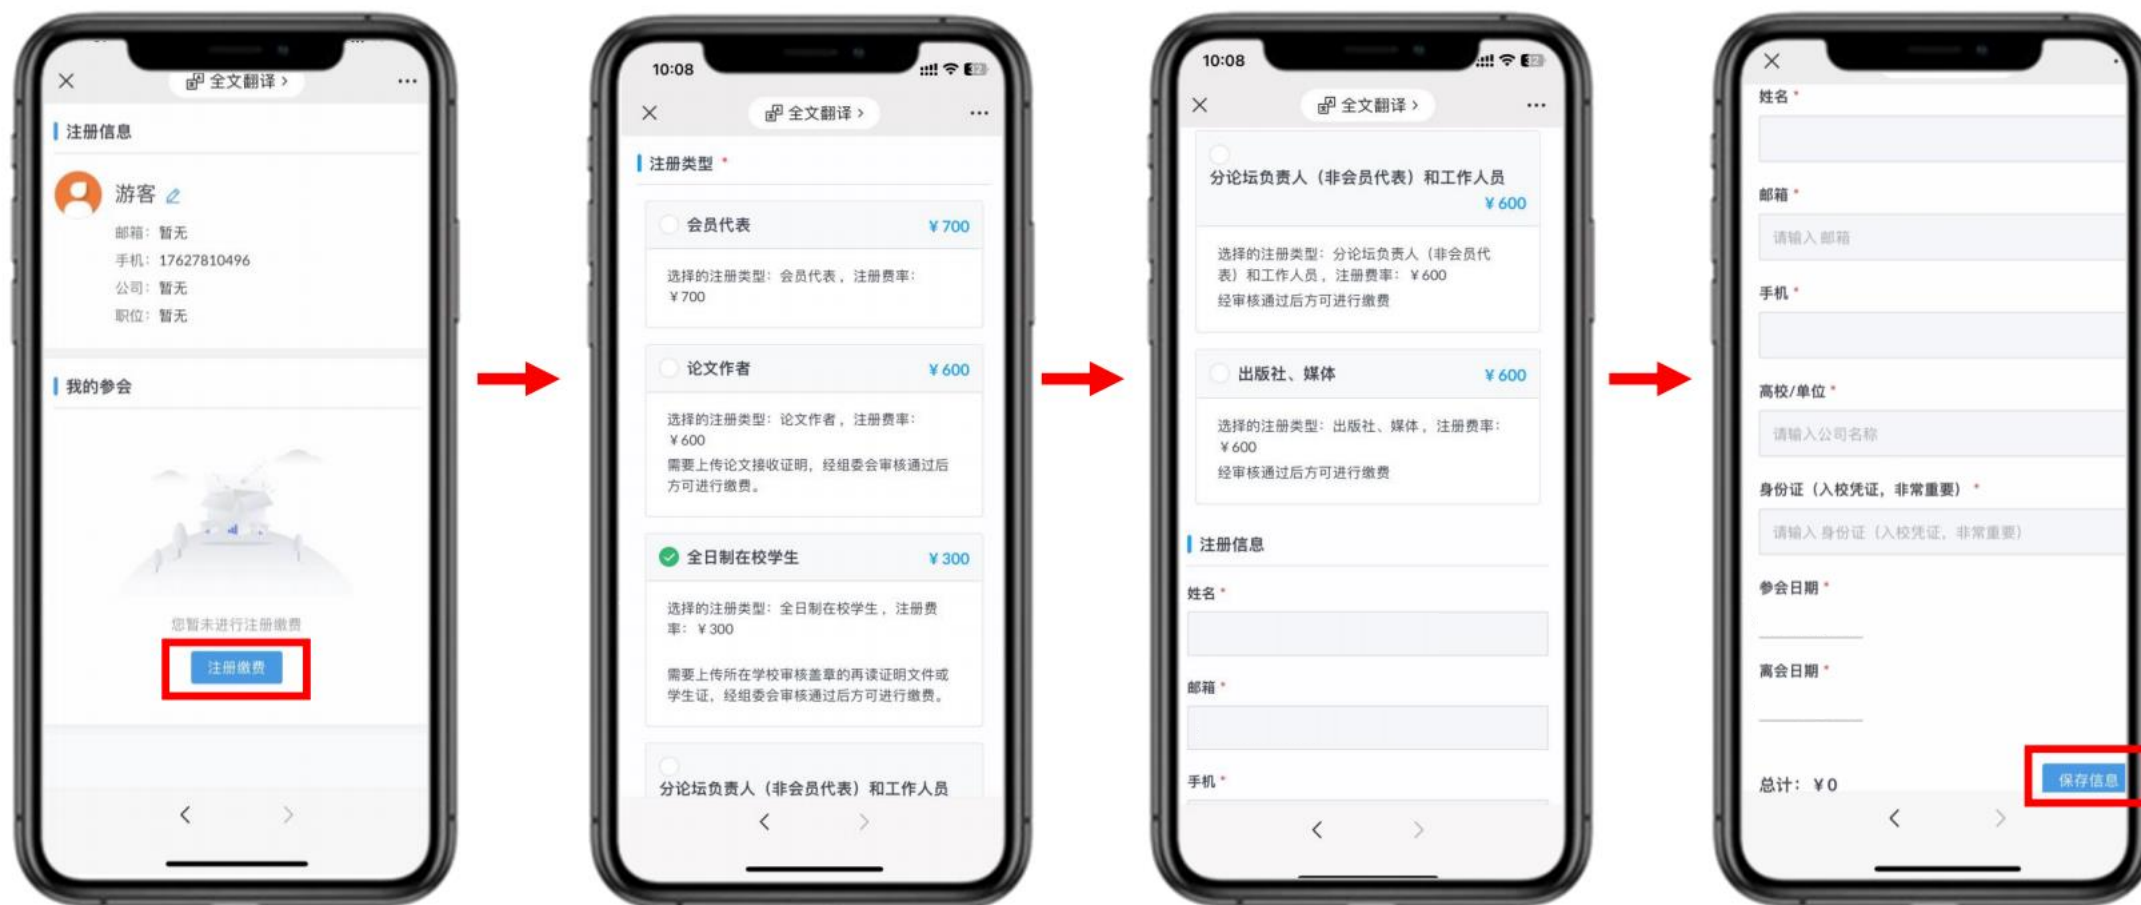 全文翻译 ›
注册信息
游客
邮箱：暂无
手机：17627810496
公司：暂无
职位：暂无
我的参会
您暂未进行注册缴费
注册缴费
10:08
32
全文翻译 ›
注册类型 *
会员代表 ¥ 700
选择的注册类型：会员代表，注册费率：
¥ 700
论文作者 ¥ 600
选择的注册类型：论文作者，注册费率：
¥ 600
需要上传论文接收证明，经组委会审核通过后
方可进行缴费。
全日制在校学生 ¥ 300
选择的注册类型：全日制在校学生，注册费
率：¥ 300
需要上传所在学校审核盖章的再读证明文件或
学生证，经组委会审核通过后方可进行缴费。
分论坛负责人（非会员代表）和工作人员
10:08
32
全文翻译 ›
分论坛负责人（非会员代表）和工作人员
¥ 600
选择的注册类型：分论坛负责人（非会员代
表）和工作人员，注册费率：¥ 600
经审核通过后方可进行缴费
出版社、媒体 ¥ 600
选择的注册类型：出版社、媒体，注册费率：
¥ 600
经审核通过后方可进行缴费
注册信息
姓名 *
邮箱 *
手机 *
姓名 *
邮箱 *
请输入 邮箱
手机 *
高校/单位 *
请输入公司名称
身份证（入校凭证，非常重要） *
请输入 身份证（入校凭证，非常重要）
参会日期 *
离会日期 *
总计：¥ 0
保存信息